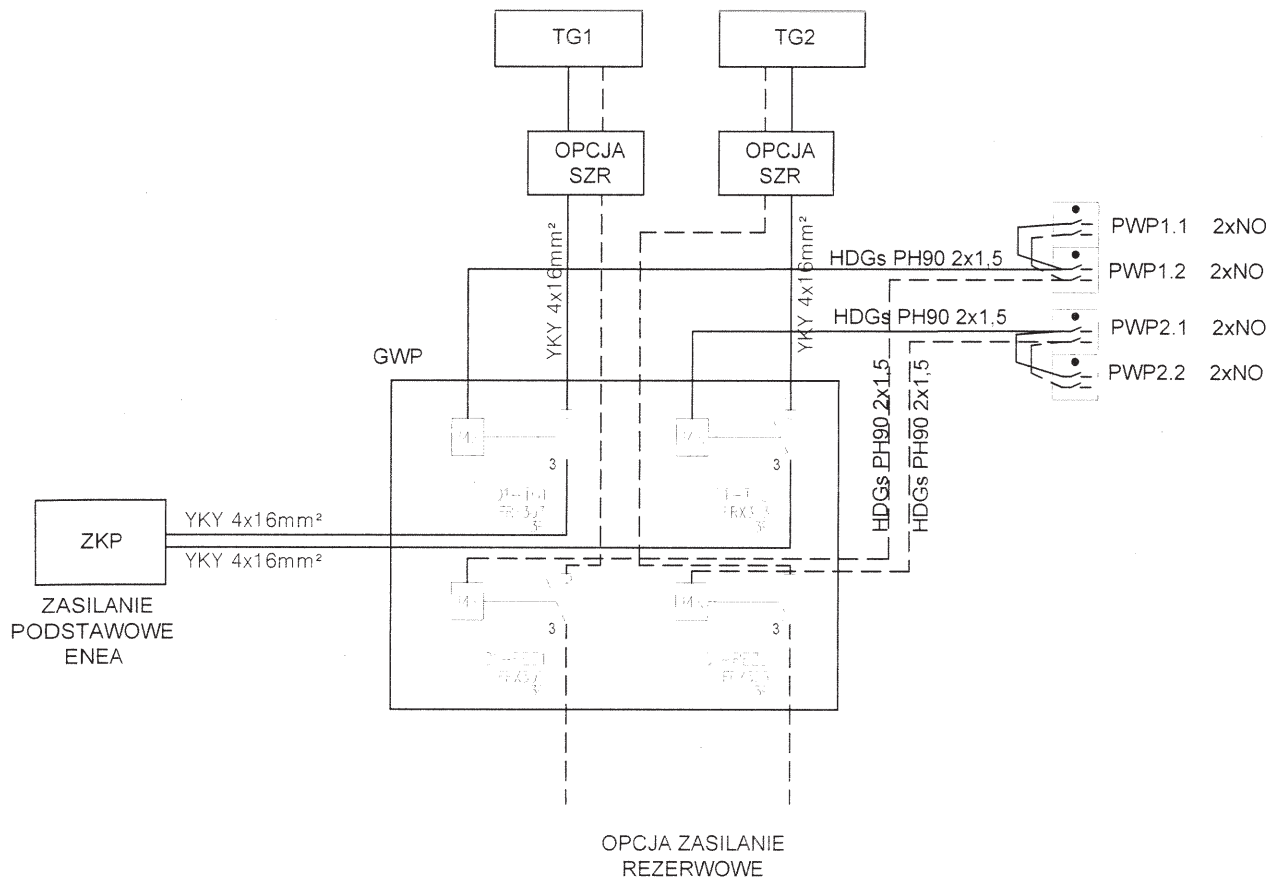 TG1
TG2
OPCJA
SZR
OPCJA
SZR
PWP1.1 2xNO
HDGs PH90 2x1,5
PWP1.2 2xNO
YKY 4x16mm²
YKY 4x16mm²
HDGs PH90 2x1,5
PWP2.1 2xNO
GWP
PWP2.2 2xNO
HDGs PH90 2x1,5
HDGs PH90 2x1,5
M
M
3
3
YKY 4x16mm²
ZKP
YKY 4x16mm²
ZASILANIE
PODSTAWOWE
ENEA
M
M
3
3
OPCJA ZASILANIE
REZERWOWE